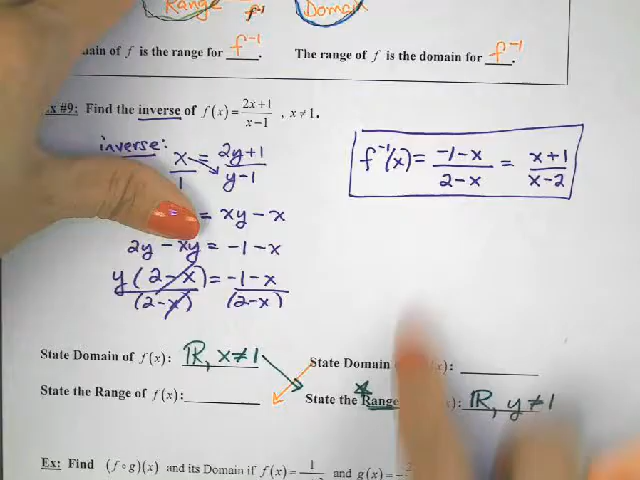 Range f⁻¹ Domain
ain of f is the range for f⁻¹. The range of f is the domain for f⁻¹.
x #9: Find the inverse of f(x) = (2x+1)/(x−1), x ≠ 1.
inverse:
x/1 = (2y+1)/(y−1)
= xy − x
2y − xy = −1 − x
y(2−x)/(2−x) = (−1−x)/(2−x)
f⁻¹(x) = (−1−x)/(2−x) = (x+1)/(x−2)
State Domain of f(x): ℝ, x≠1 State Domain
State the Range of f(x): State the Range ): ℝ, y≠1
Ex: Find (f∘g)(x) and its Domain if f(x) = 1 and g(x) =